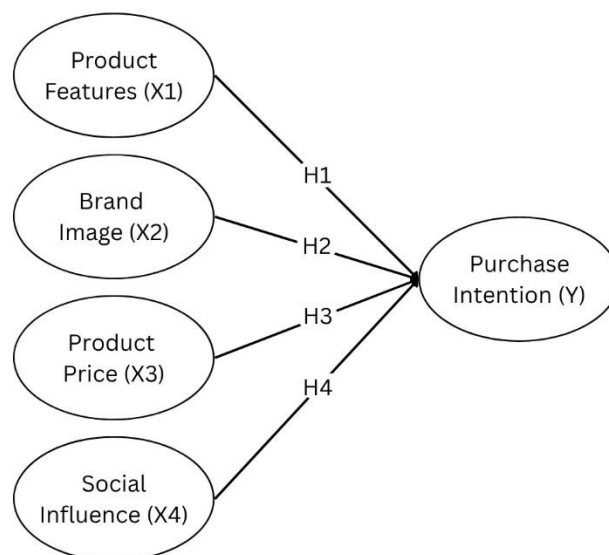 Product
Features (X1)
H1
Brand
Image (X2)
H2
Purchase
Intention (Y)
Product
Price (X3)
H3
H4
Social
Influence (X4)